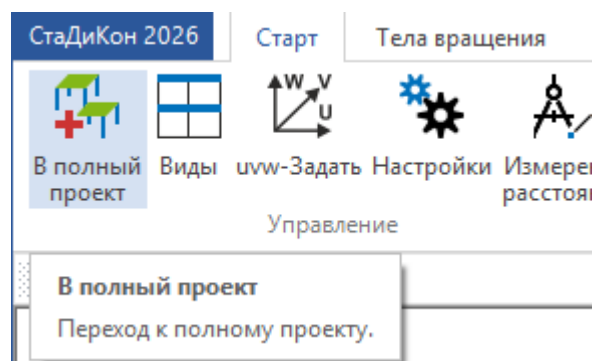 СтаДиКон 2026 Старт Тела вращения
W V
U
В полный Виды uvw-Задать Настройки
проект
Управление
В полный проект
Переход к полному проекту.